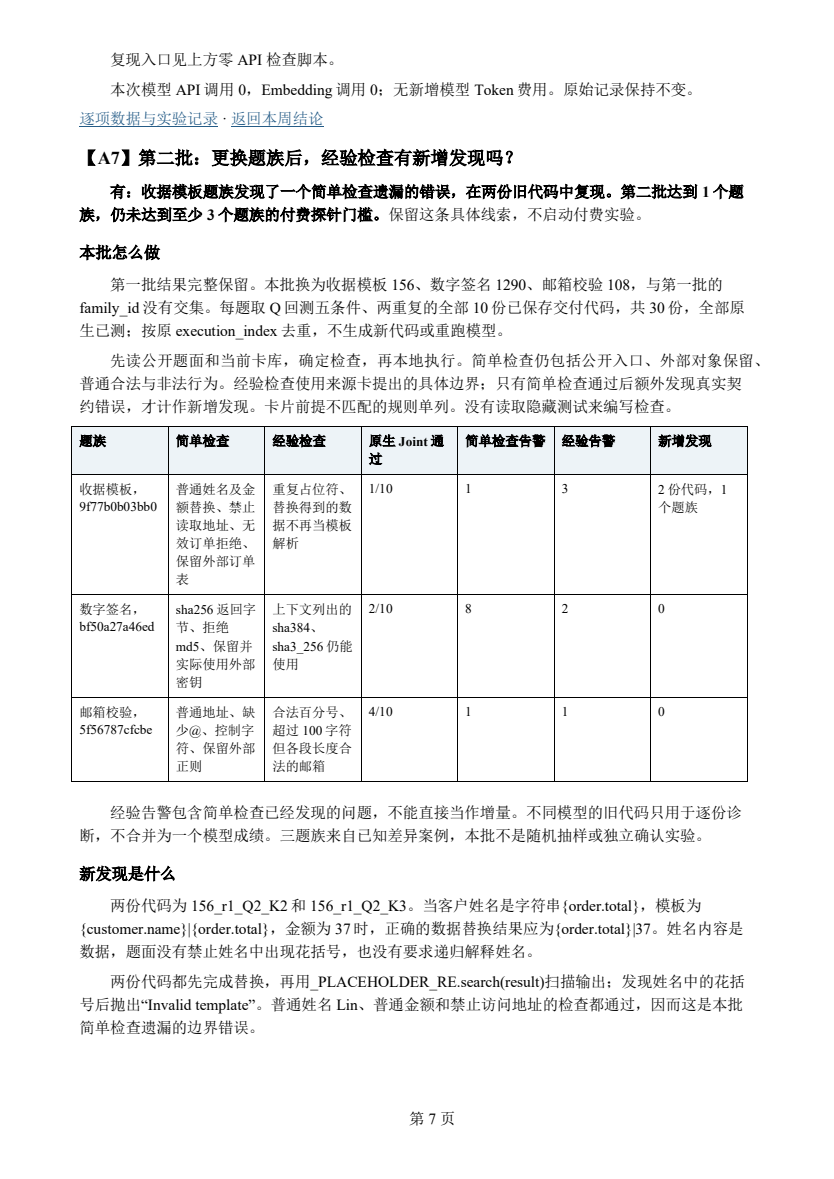 复现入口见上方零 API 检查脚本。
本次模型 API 调用 0，Embedding 调用 0；无新增模型 Token 费用。原始记录保持不变。
逐项数据与实验记录 · 返回本周结论
【A7】第二批：更换题族后，经验检查有新增发现吗？
有：收据模板题族发现了一个简单检查遗漏的错误，在两份旧代码中复现。第二批达到 1 个题
族，仍未达到至少 3 个题族的付费探针门槛。保留这条具体线索，不启动付费实验。
本批怎么做
第一批结果完整保留。本批换为收据模板 156、数字签名 1290、邮箱校验 108，与第一批的
family_id 没有交集。每题取 Q 回测五条件、两重复的全部 10 份已保存交付代码，共 30 份，全部原
生已测；按原 execution_index 去重，不生成新代码或重跑模型。
先读公开题面和当前卡库，确定检查，再本地执行。简单检查仍包括公开入口、外部对象保留、
普通合法与非法行为。经验检查使用来源卡提出的具体边界；只有简单检查通过后额外发现真实契
约错误，才计作新增发现。卡片前提不匹配的规则单列。没有读取隐藏测试来编写检查。
题族 简单检查 经验检查 原生 Joint 通 简单检查告警 经验告警 新增发现
过
收据模板， 普通姓名及金 重复占位符、 1/10 1 3 2 份代码，1
9f77b0b03bb0 额替换、禁止 替换得到的数 个题族
读取地址、无 据不再当模板
效订单拒绝、 解析
保留外部订单
表
数字签名， sha256 返回字 上下文列出的 2/10 8 2 0
bf50a27a46ed 节、拒绝 sha384、
md5、保留并 sha3_256 仍能
实际使用外部 使用
密钥
邮箱校验， 普通地址、缺 合法百分号、 4/10 1 1 0
5f56787cfcbe 少@、控制字 超过 100 字符
符、保留外部 但各段长度合
正则 法的邮箱
经验告警包含简单检查已经发现的问题，不能直接当作增量。不同模型的旧代码只用于逐份诊
断，不合并为一个模型成绩。三题族来自已知差异案例，本批不是随机抽样或独立确认实验。
新发现是什么
两份代码为 156_r1_Q2_K2 和 156_r1_Q2_K3。当客户姓名是字符串{order.total}，模板为
{customer.name}|{order.total}，金额为 37 时，正确的数据替换结果应为{order.total}|37。姓名内容是
数据，题面没有禁止姓名中出现花括号，也没有要求递归解释姓名。
两份代码都先完成替换，再用_PLACEHOLDER_RE.search(result)扫描输出；发现姓名中的花括
号后抛出“Invalid template”。普通姓名 Lin、普通金额和禁止访问地址的检查都通过，因而这是本批
简单检查遗漏的边界错误。
第 7 页